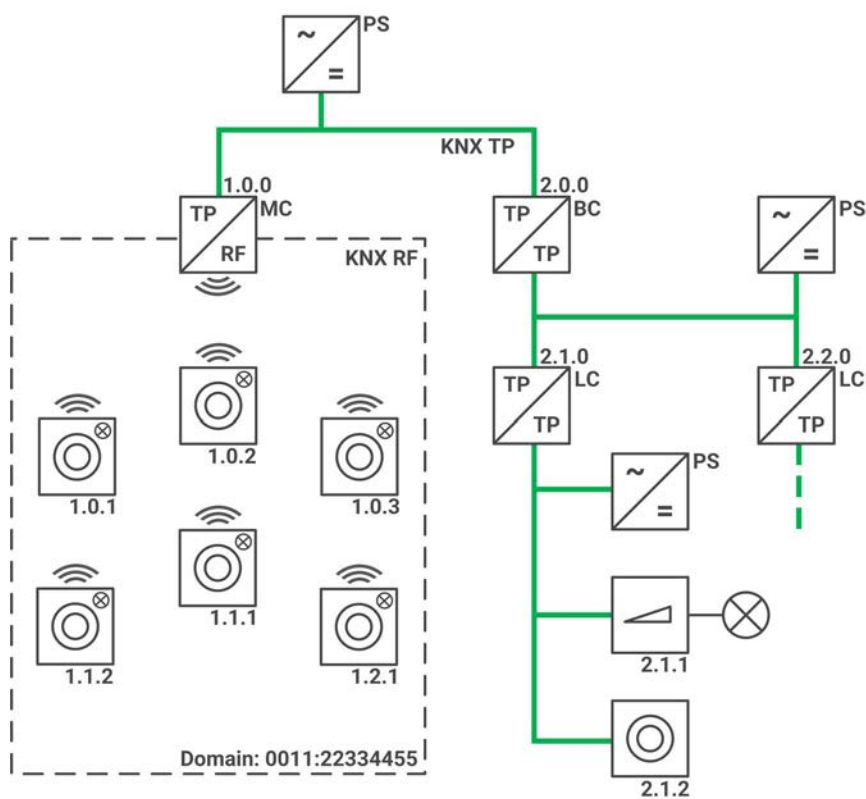 PS
~
=
KNX TP
1.0.0
MC
TP
RF
2.0.0
BC
TP
TP
PS
~
=
KNX RF
2.1.0
LC
TP
TP
2.2.0
LC
TP
TP
1.0.2
1.0.1
1.0.3
PS
~
=
1.1.1
1.1.2
1.2.1
2.1.1
Domain: 0011:22334455
2.1.2